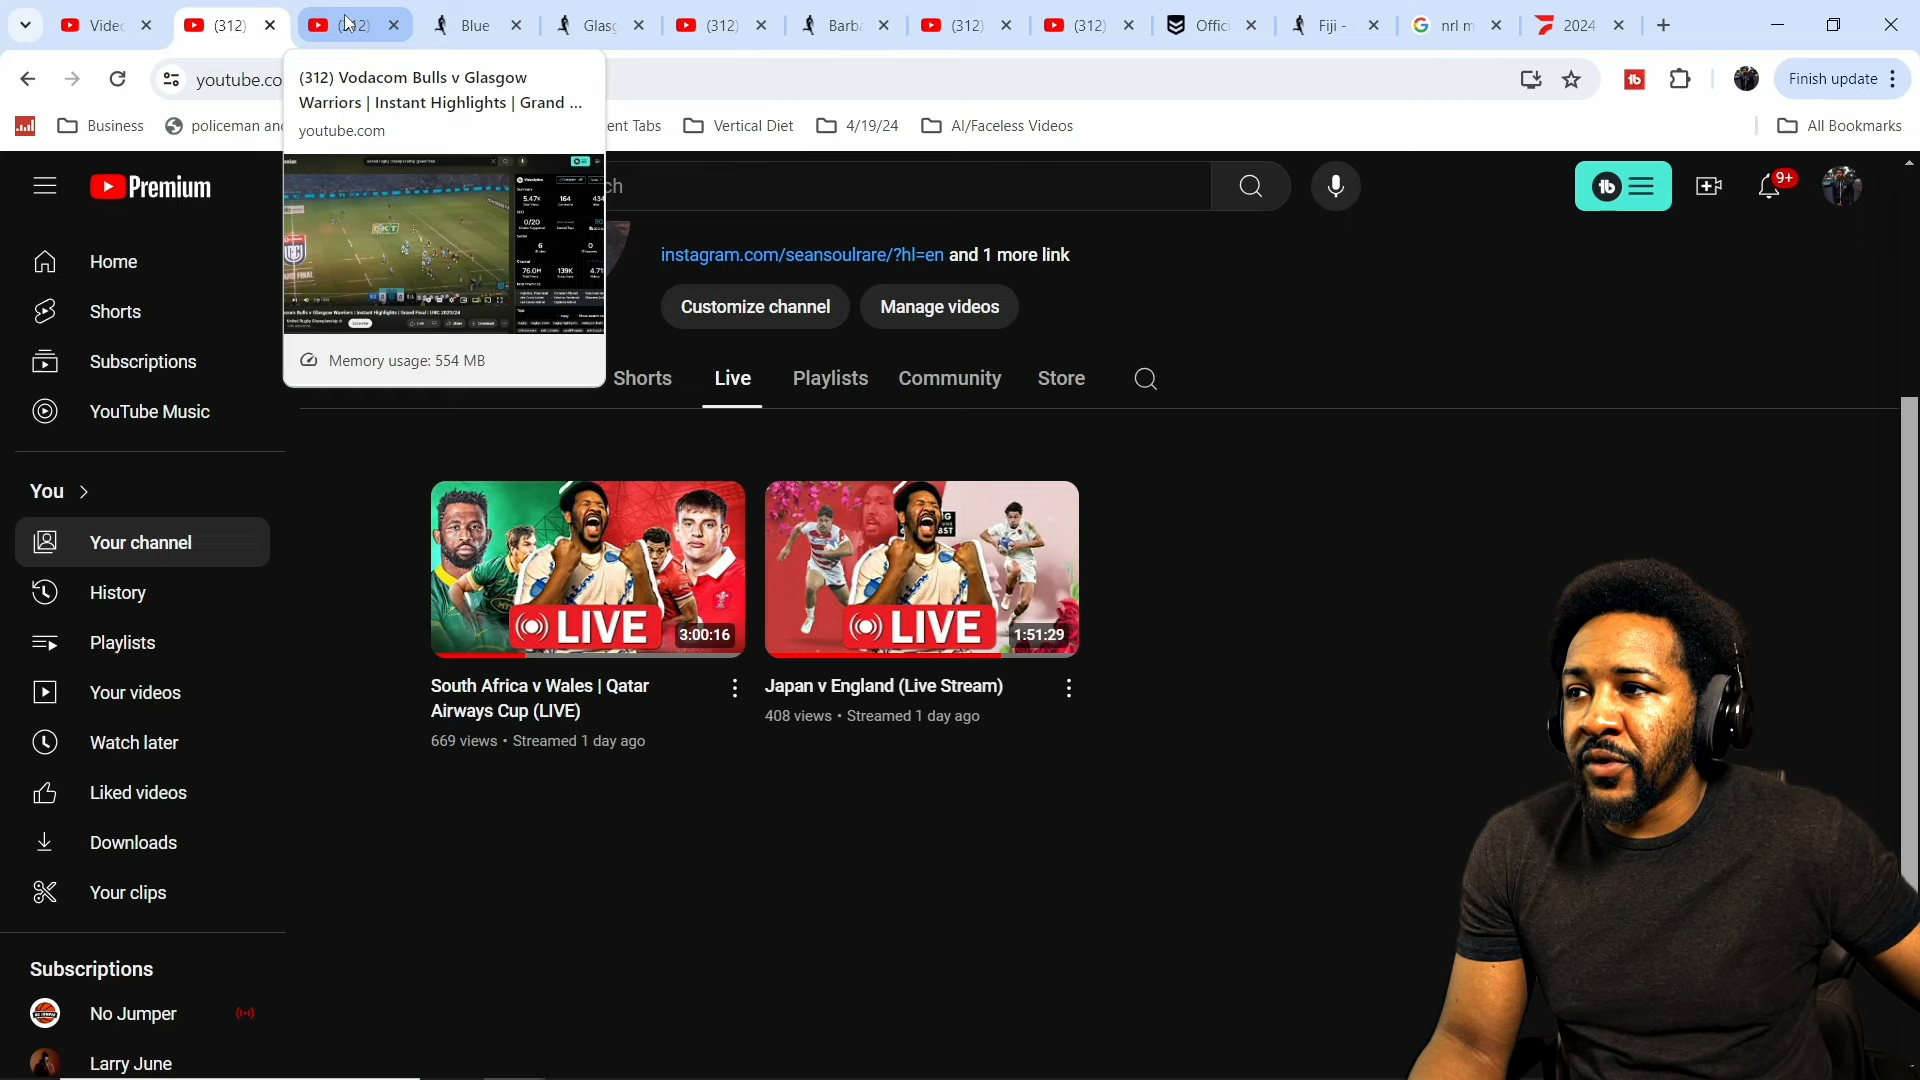 Videc
(312)
(312)
Blue
Glasg
(312)
Barba
(312)
(312)
Offici
Fiji -
nrl m
2024
youtube.co
Finish update
Business
policeman and
ent Tabs
Vertical Diet
4/19/24
AI/Faceless Videos
All Bookmarks
(312) Vodacom Bulls v Glasgow
Warriors | Instant Highlights | Grand ...
youtube.com
Memory usage: 554 MB
Premium
ch
9+
Home
Shorts
Subscriptions
YouTube Music
You
Your channel
History
Playlists
Your videos
Watch later
Liked videos
Downloads
Your clips
Subscriptions
No Jumper
Larry June
instagram.com/seansoulrare/?hl=en and 1 more link
Customize channel
Manage videos
Shorts
Live
Playlists
Community
Store
LIVE
3:00:16
LIVE
1:51:29
South Africa v Wales | Qatar
Airways Cup (LIVE)
669 views • Streamed 1 day ago
Japan v England (Live Stream)
408 views • Streamed 1 day ago